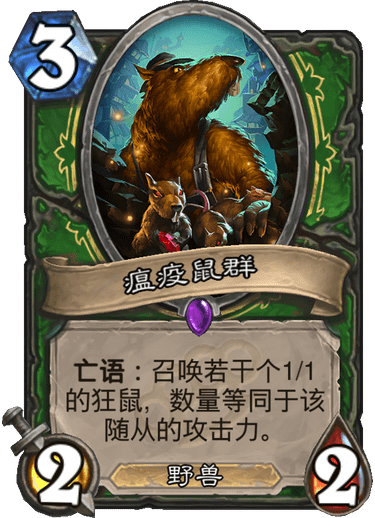 3
瘟疫鼠群
亡语：召唤若干个1/1
的狂鼠，数量等同于该
随从的攻击力。
2
野兽
2